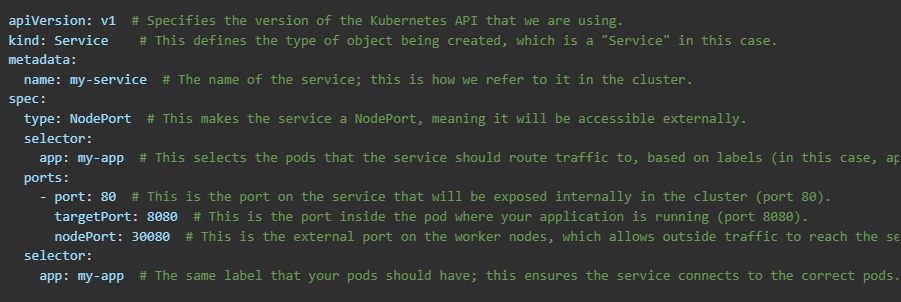 apiVersion: v1  # Specifies the version of the Kubernetes API that we are using.
kind: Service    # This defines the type of object being created, which is a "Service" in this case.
metadata:
  name: my-service  # The name of the service; this is how we refer to it in the cluster.
spec:
  type: NodePort  # This makes the service a NodePort, meaning it will be accessible externally.
  selector:
    app: my-app  # This selects the pods that the service should route traffic to, based on labels (in this case,
  ports:
    - port: 80  # This is the port on the service that will be exposed internally in the cluster (port 80).
      targetPort: 8080  # This is the port inside the pod where your application is running (port 8080).
      nodePort: 30080  # This is the external port on the worker nodes, which allows outside traffic to reach the
  selector:
    app: my-app  # The same label that your pods should have; this ensures the service connects to the correct pods.